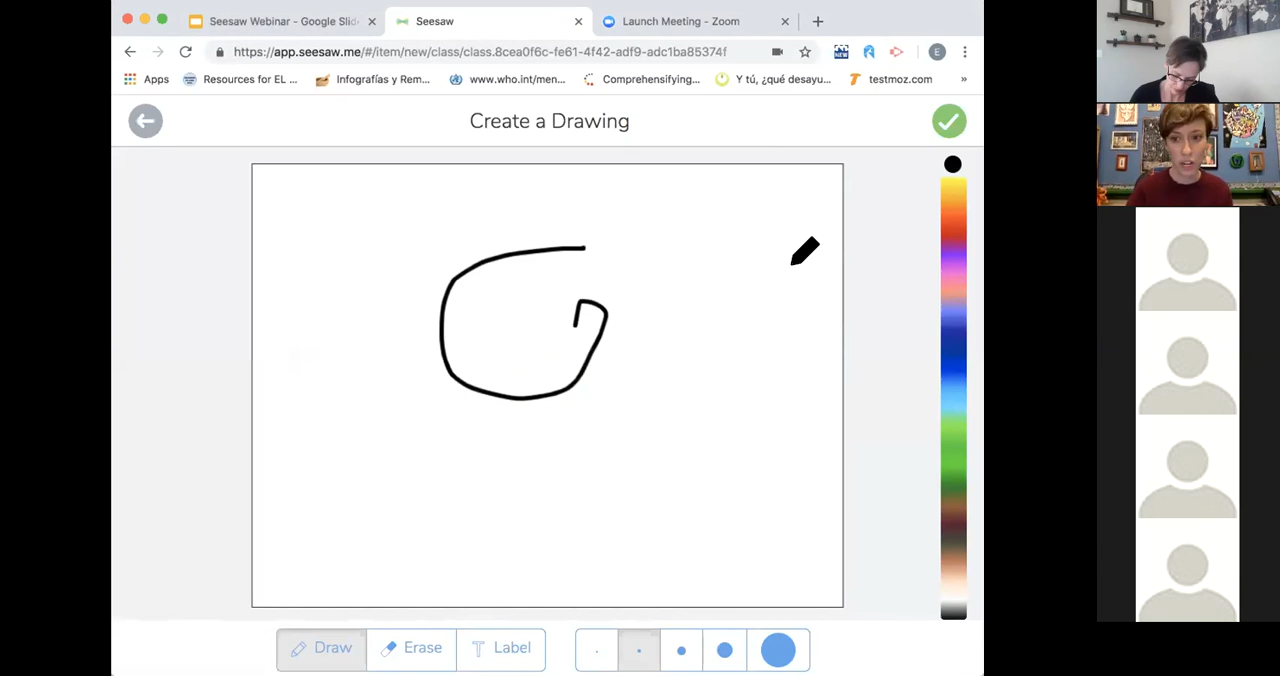 Seesaw Webinar - Google Slid
Seesaw
Launch Meeting - Zoom
https://app.seesaw.me/#/item/new/class/class.8cea0f6c-fe61-4f42-adf9-adc1ba85374f
NEW
E
Apps
Resources for EL ...
Infografías y Rem...
www.who.int/men...
Comprehensifying...
Y tú, ¿qué desayu...
testmoz.com
»
Create a Drawing
G
Draw
Erase
T Label